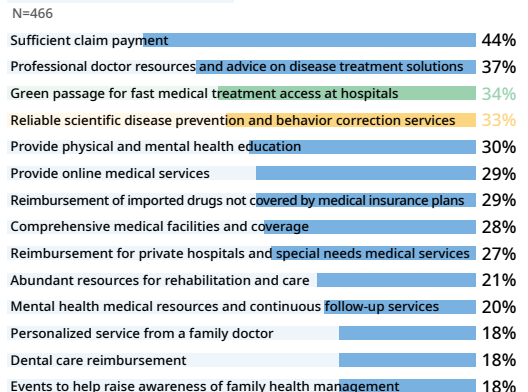 N=466
Sufficient claim payment 44%
Professional doctor resources and advice on disease treatment solutions 37%
Green passage for fast medical treatment access at hospitals 34%
Reliable scientific disease prevention and behavior correction services 33%
Provide physical and mental health education 30%
Provide online medical services 29%
Reimbursement of imported drugs not covered by medical insurance plans 29%
Comprehensive medical facilities and coverage 28%
Reimbursement for private hospitals and special needs medical services 27%
Abundant resources for rehabilitation and care 21%
Mental health medical resources and continuous follow-up services 20%
Personalized service from a family doctor 18%
Dental care reimbursement 18%
Events to help raise awareness of family health management 18%